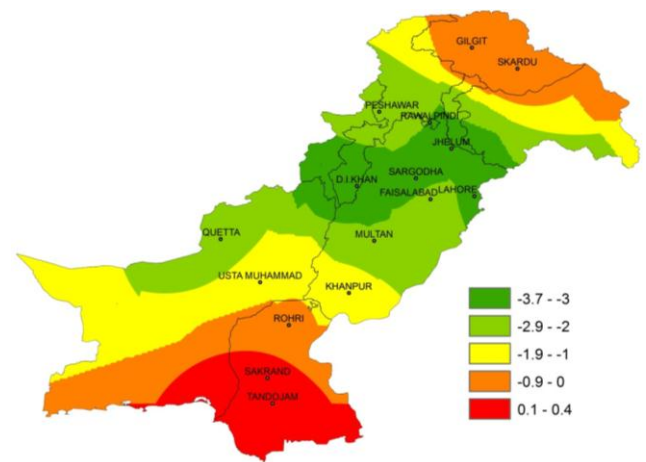 GILGIT
SKARDU
PESHAWAR
RAWALPINDI
JHELUM
SARGODHA
D.I.KHAN
FAISALABAD
LAHORE
QUETTA
MULTAN
USTA MUHAMMAD
KHANPUR
ROHRI
SAKRAND
TANDOJAM
-3.7 - -3
-2.9 - -2
-1.9 - -1
-0.9 - 0
0.1 - 0.4